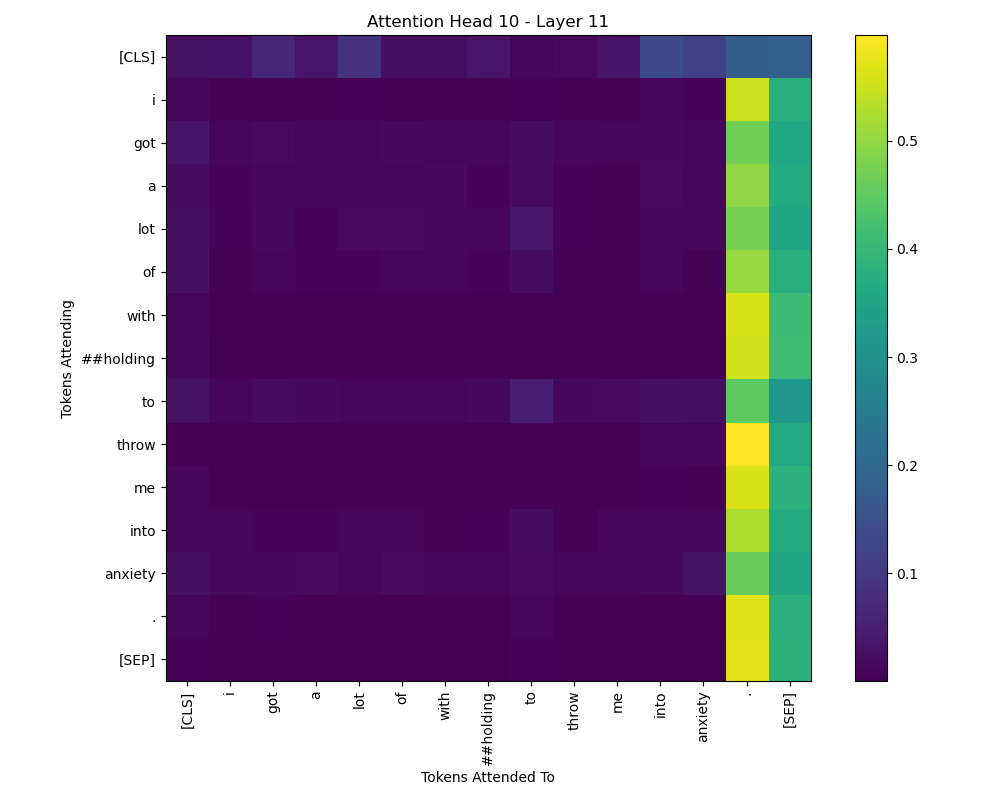 Attention Head 10 - Layer 11
Tokens Attending
[CLS]
i
got
a
lot
of
with
##holding
to
throw
me
into
anxiety
.
[SEP]
[CLS]
i
got
a
lot
of
with
##holding
to
throw
me
into
anxiety
.
[SEP]
Tokens Attended To
0.5
0.4
0.3
0.2
0.1